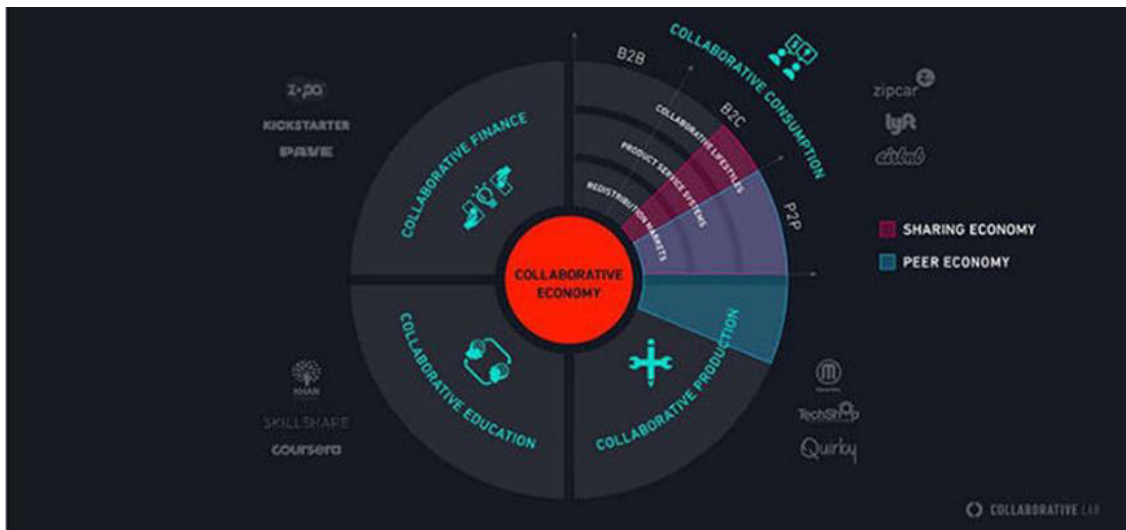 ZOPA
KICKSTARTER
PAVE
COLLABORATIVE FINANCE
B2B
COLLABORATIVE CONSUMPTION
B2C
COLLABORATIVE LIFESTYLES
PRODUCT SERVICE SYSTEMS
REDISTRIBUTION MARKETS
P2P
zipcar
lyft
airbnb
SHARING ECONOMY
PEER ECONOMY
COLLABORATIVE
ECONOMY
COLLABORATIVE EDUCATION
COLLABORATIVE PRODUCTION
KHAN
SKILLSHARE
coursera
TechShop
Quirky
COLLABORATIVE LAB